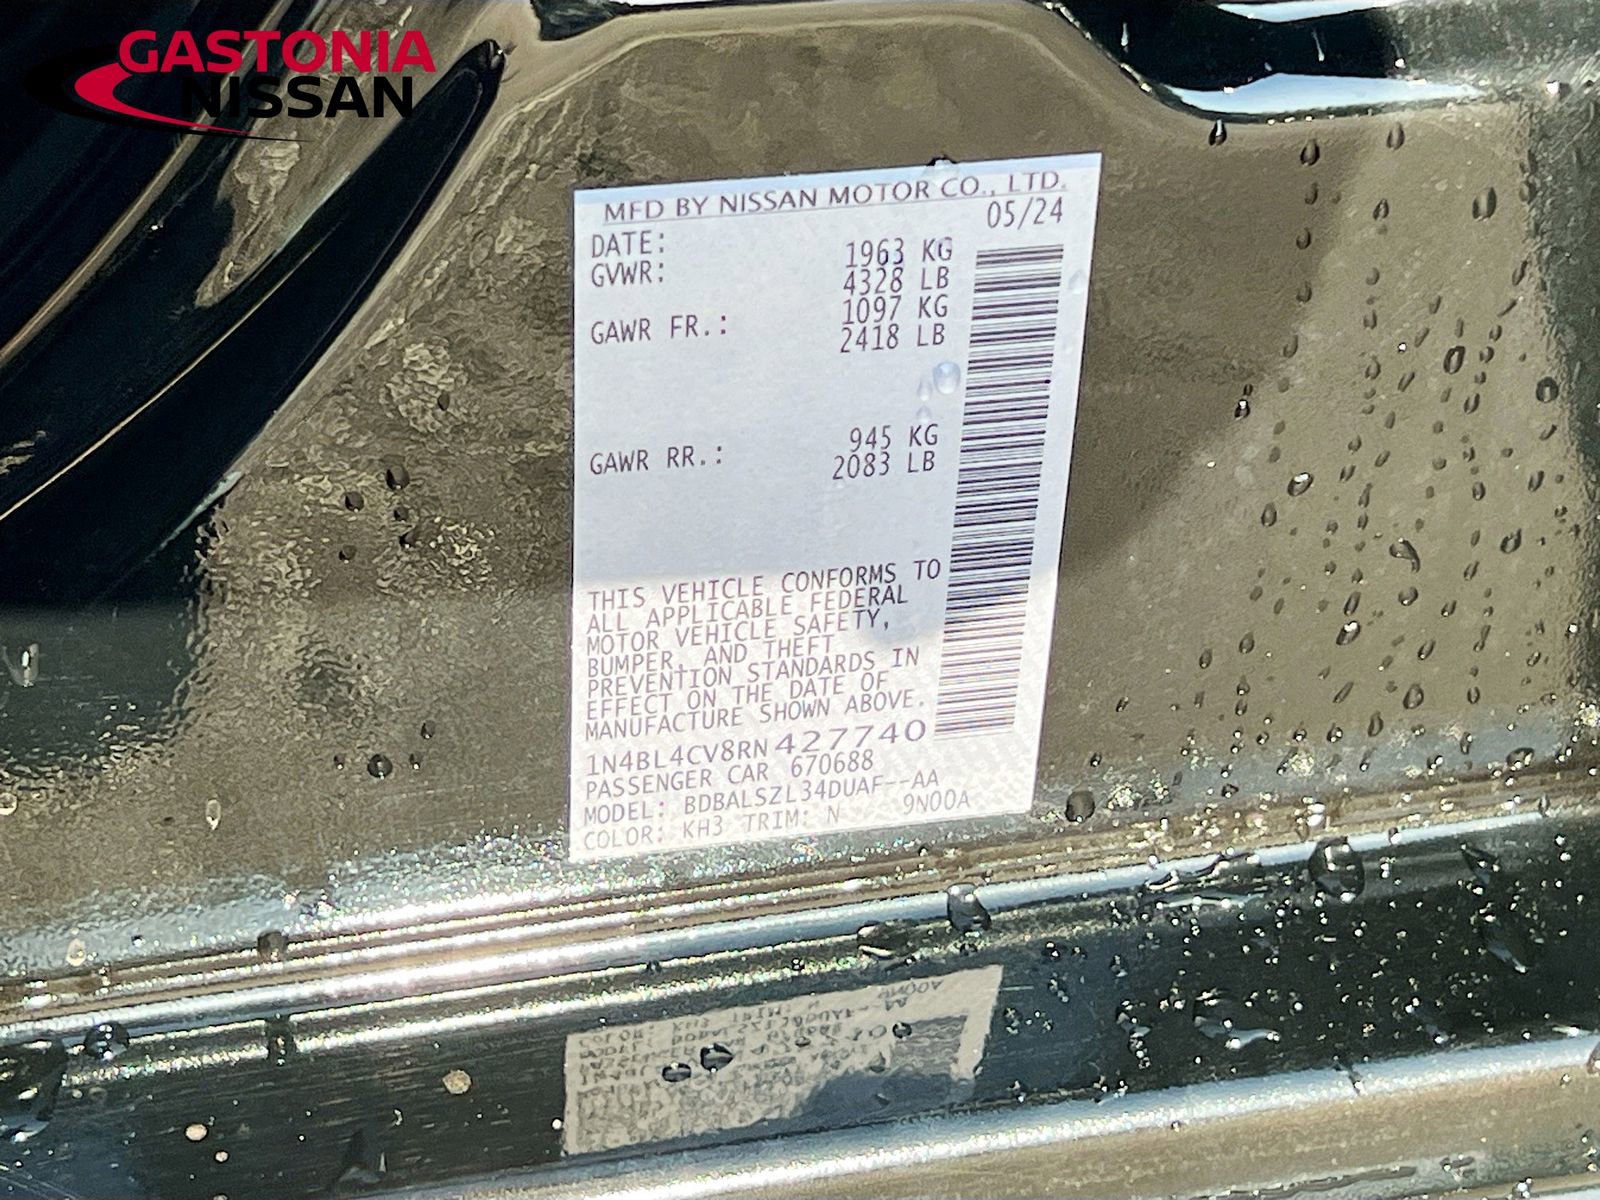 GASTONIA
NISSAN
MFD BY NISSAN MOTOR CO., LTD.
DATE: 05/24
GVWR: 1963 KG
4328 LB
GAWR FR.: 1097 KG
2418 LB
GAWR RR.: 945 KG
2083 LB
THIS VEHICLE CONFORMS TO
ALL APPLICABLE FEDERAL
MOTOR VEHICLE SAFETY,
BUMPER, AND THEFT
PREVENTION STANDARDS IN
EFFECT ON THE DATE OF
MANUFACTURE SHOWN ABOVE.
1N4BL4CV8RN427740
PASSENGER CAR 670688
MODEL: BDBALSZL34DUAF--AA
COLOR: KH3 TRIM: N 9N00A